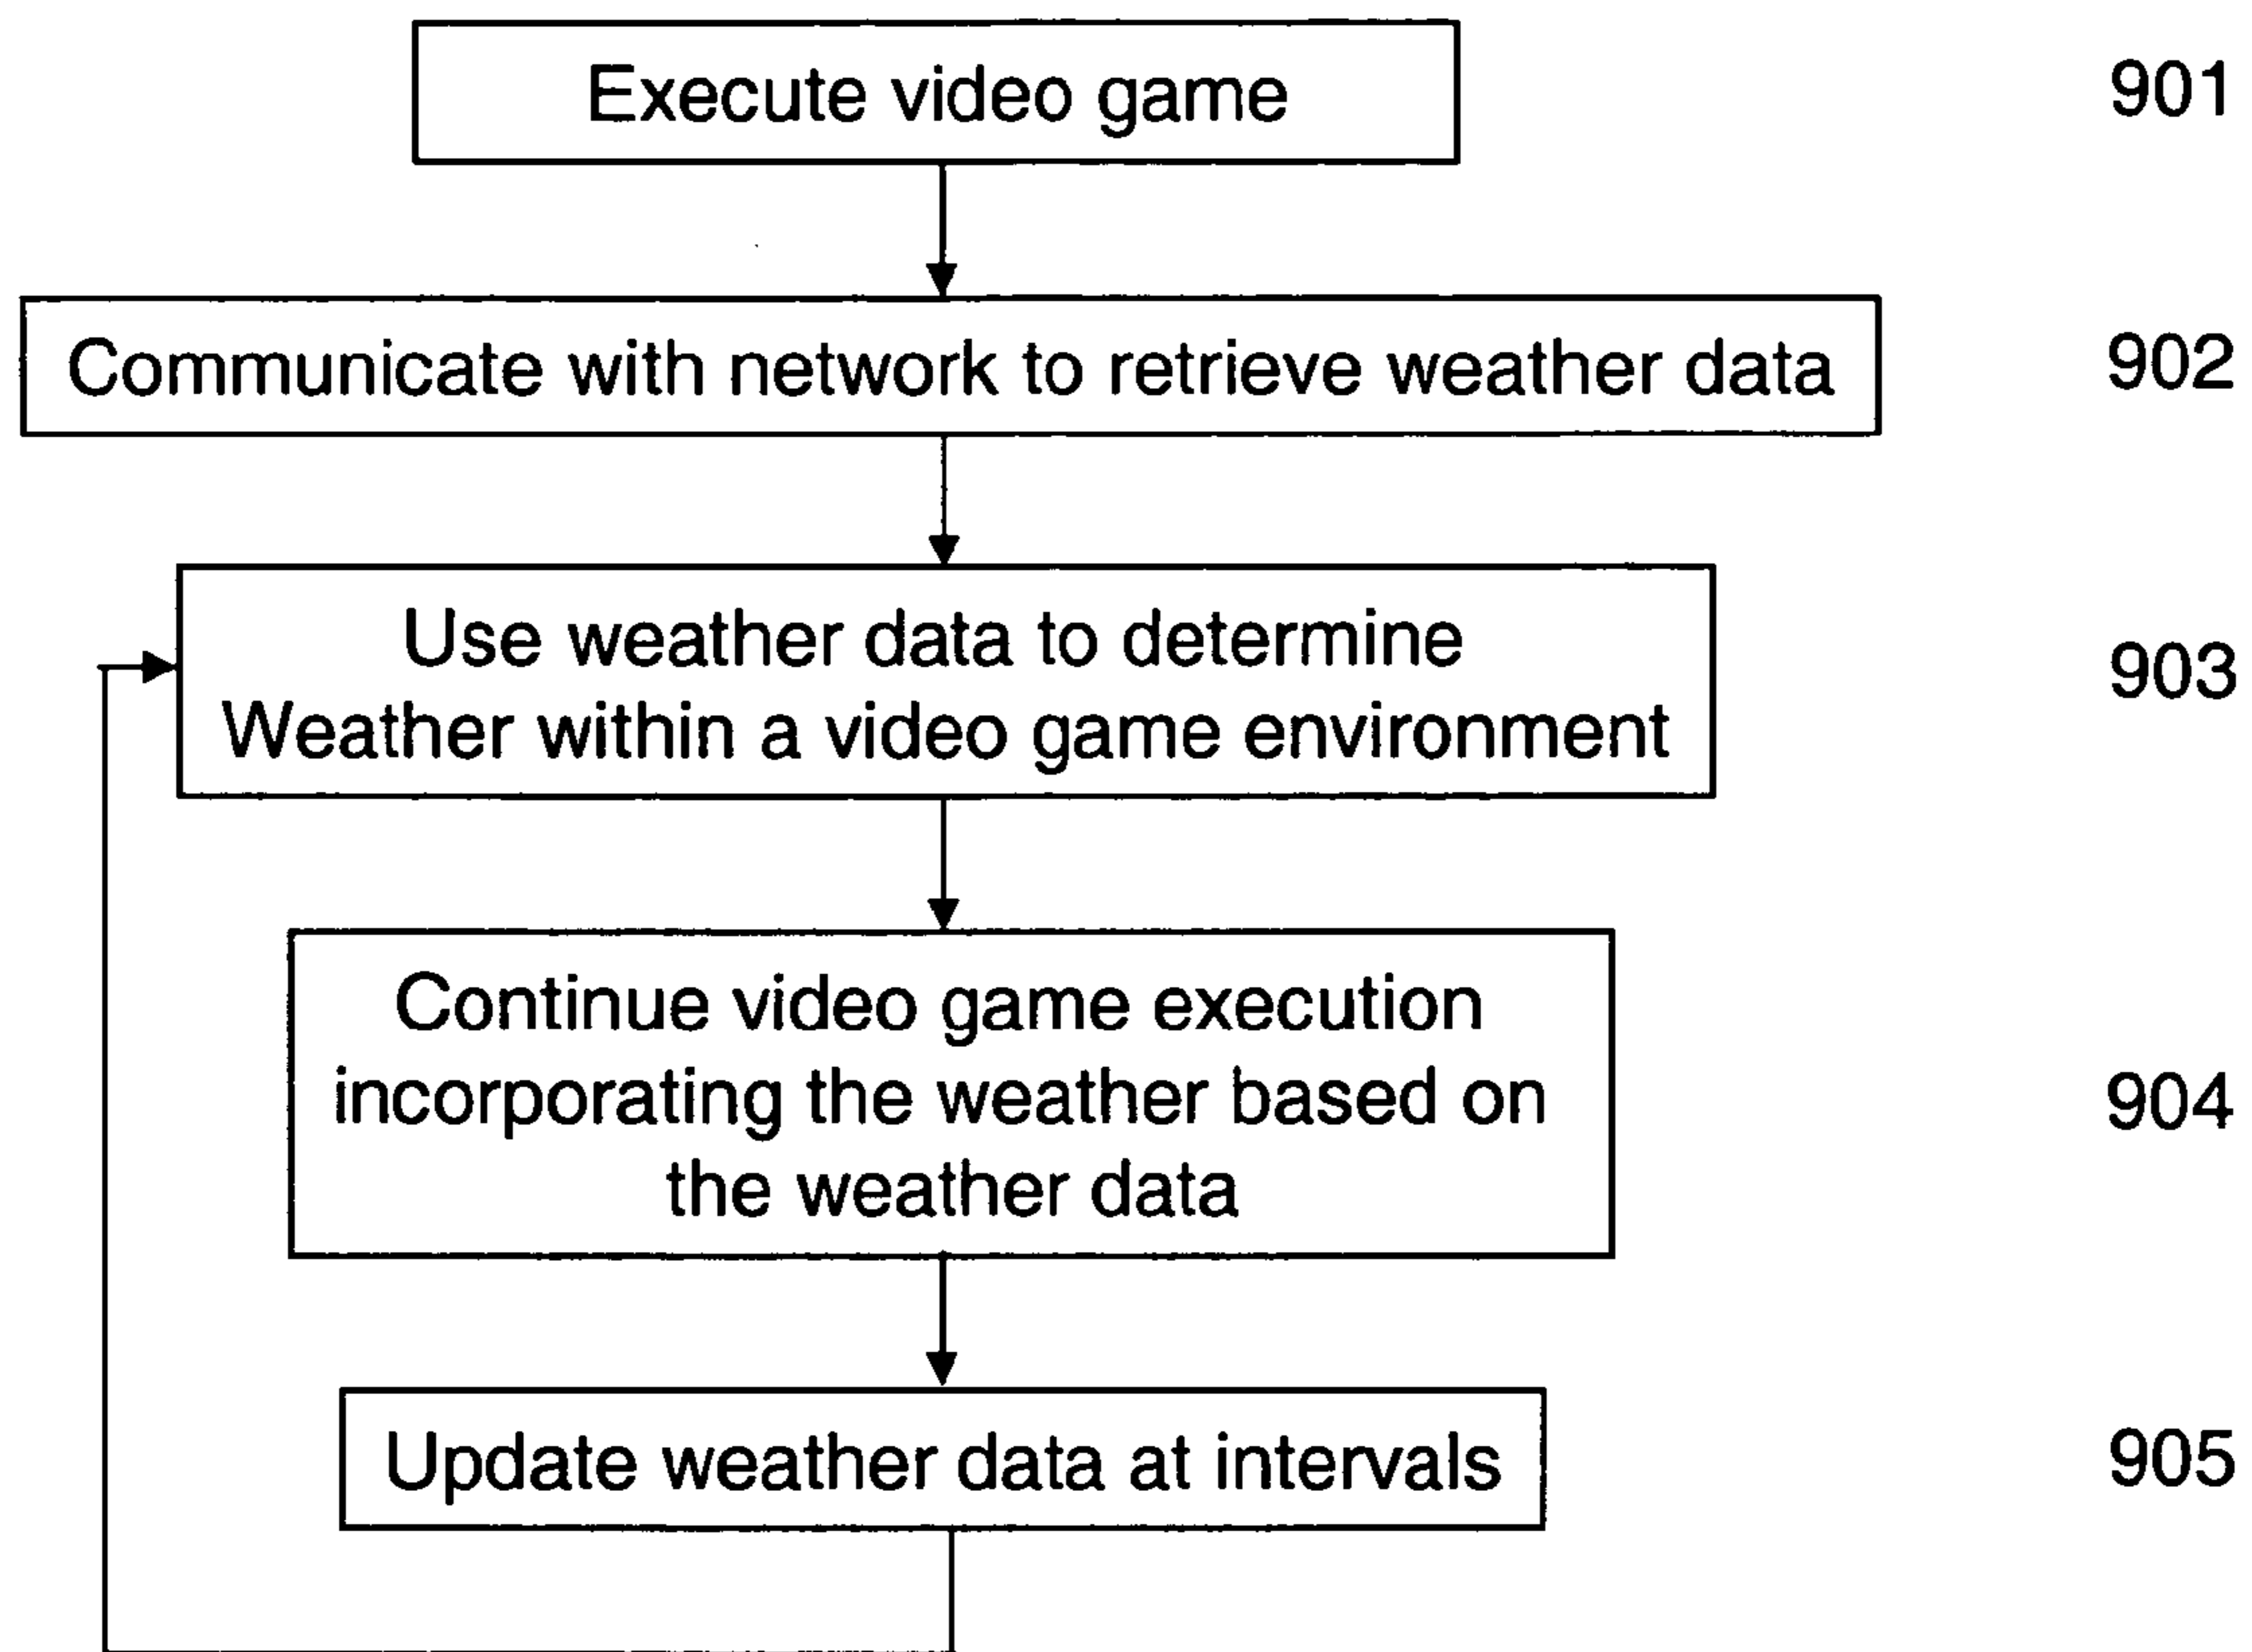 Execute video game
901
Communicate with network to retrieve weather data
902
Use weather data to determine
Weather within a video game environment
903
Continue video game execution
incorporating the weather based on
the weather data
904
Update weather data at intervals
905